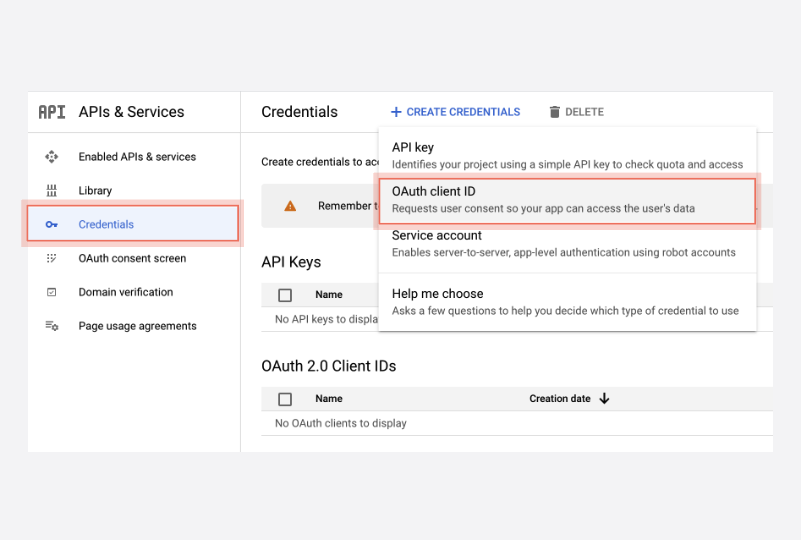 API APIs & Services
Credentials
+ CREATE CREDENTIALS
DELETE
Enabled APIs & services
Library
Credentials
OAuth consent screen
Domain verification
Page usage agreements
Create credentials to
Remember
API key
Identifies your project using a simple API key to check quota and access
OAuth client ID
Requests user consent so your app can access the user's data
Service account
Enables server-to-server, app-level authentication using robot accounts
Help me choose
Asks a few questions to help you decide which type of credential to use
API Keys
Name
No API keys to
OAuth 2.0 Client IDs
Name
Creation date
No OAuth clients to display